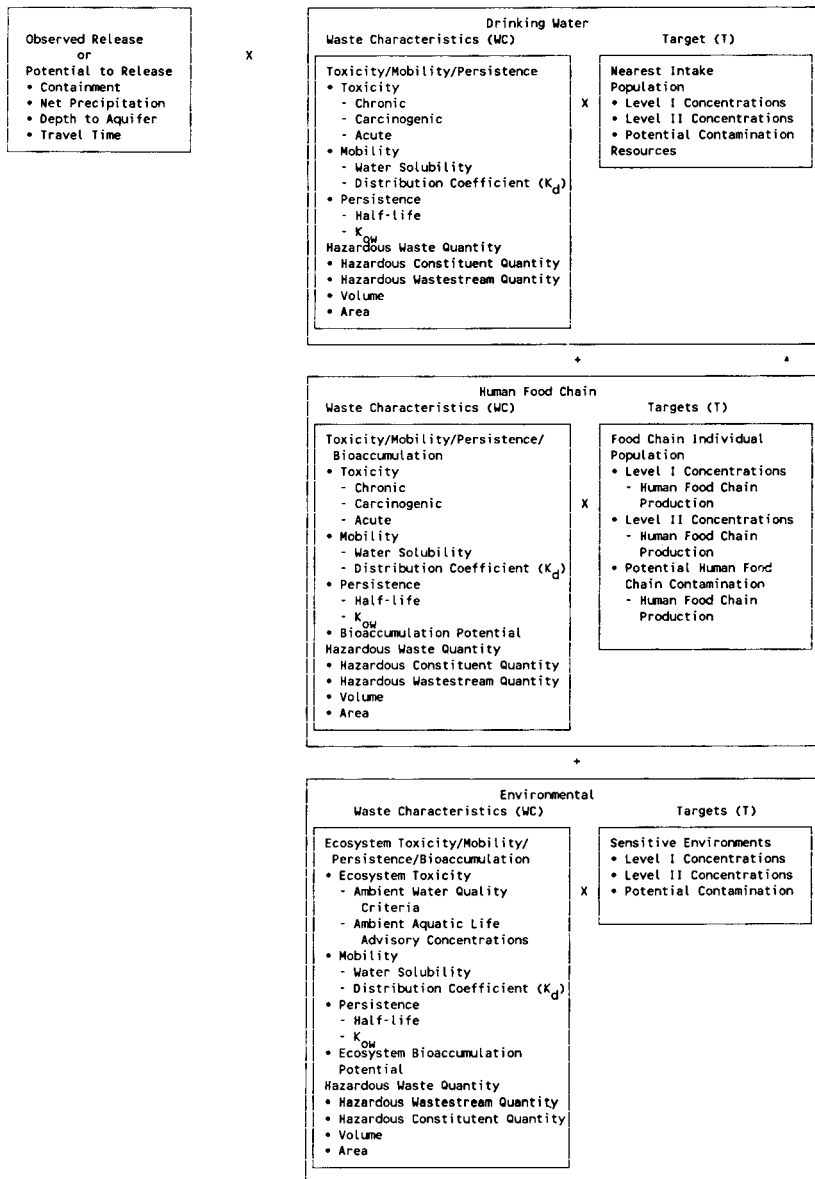 Observed Release
or
Potential to Release
• Containment
• Net Precipitation
• Depth to Aquifer
• Travel Time
X
Drinking Water
Waste Characteristics (WC)
Toxicity/Mobility/Persistence
• Toxicity
- Chronic
- Carcinogenic
- Acute
• Mobility
- Water Solubility
- Distribution Coefficient (Kd)
• Persistence
- Half-life
- Kow
Hazardous Waste Quantity
• Hazardous Constituent Quantity
• Hazardous Wastestream Quantity
• Volume
• Area
X
Target (T)
Nearest Intake
Population
• Level I Concentrations
• Level II Concentrations
• Potential Contamination
Resources
+
Human Food Chain
Waste Characteristics (WC)
Toxicity/Mobility/Persistence/
Bioaccumulation
• Toxicity
- Chronic
- Carcinogenic
- Acute
• Mobility
- Water Solubility
- Distribution Coefficient (Kd)
• Persistence
- Half-life
- Kow
• Bioaccumulation Potential
Hazardous Waste Quantity
• Hazardous Constituent Quantity
• Hazardous Wastestream Quantity
• Volume
• Area
X
Targets (T)
Food Chain Individual
Population
• Level I Concentrations
- Human Food Chain
Production
• Level II Concentrations
- Human Food Chain
Production
• Potential Human Food
Chain Contamination
- Human Food Chain
Production
+
Environmental
Waste Characteristics (WC)
Ecosystem Toxicity/Mobility/
Persistence/Bioaccumulation
• Ecosystem Toxicity
- Ambient Water Quality
Criteria
- Ambient Aquatic Life
Advisory Concentrations
• Mobility
- Water Solubility
- Distribution Coefficient (Kd)
• Persistence
- Half-life
- Kow
• Ecosystem Bioaccumulation
Potential
Hazardous Waste Quantity
• Hazardous Wastestream Quantity
• Hazardous Constitutent Quantity
• Volume
• Area
X
Targets (T)
Sensitive Environments
• Level I Concentrations
• Level II Concentrations
• Potential Contamination